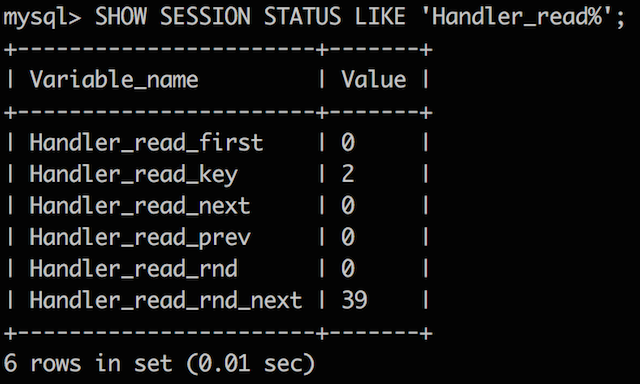 mysql> SHOW SESSION STATUS LIKE 'Handler_read%';
+-----------------------+-------+
| Variable_name         | Value |
+-----------------------+-------+
| Handler_read_first    | 0     |
| Handler_read_key      | 2     |
| Handler_read_next     | 0     |
| Handler_read_prev     | 0     |
| Handler_read_rnd      | 0     |
| Handler_read_rnd_next | 39    |
+-----------------------+-------+
6 rows in set (0.01 sec)